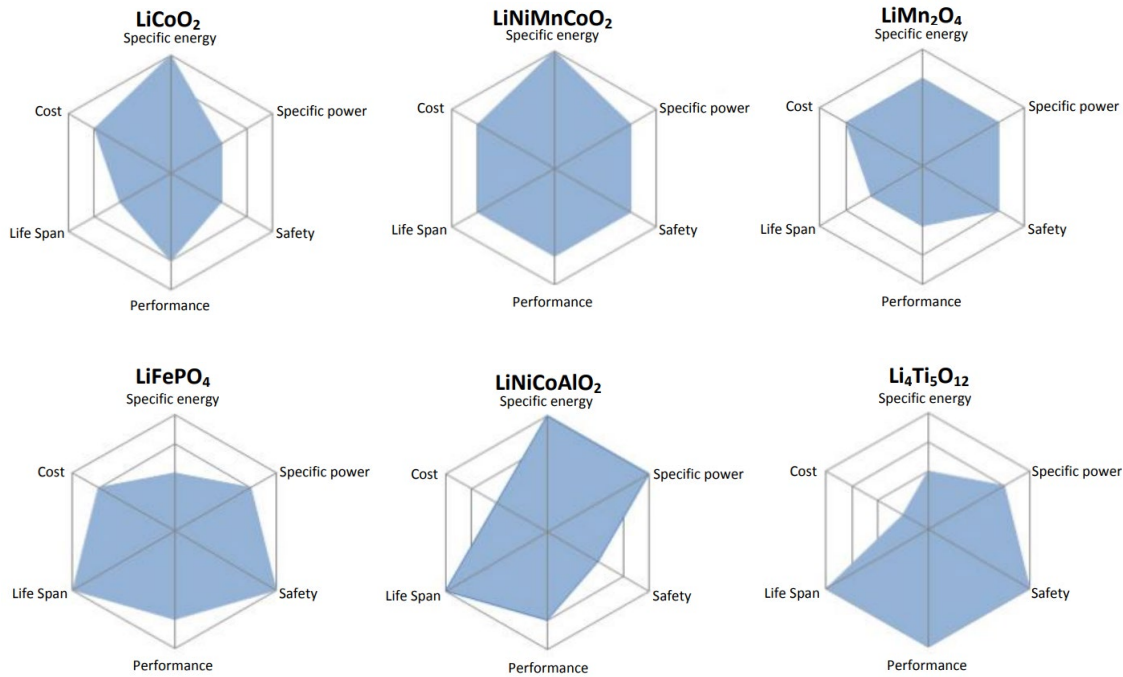 LiCoO₂
Specific energy
Specific power
Safety
Performance
Life Span
Cost
LiNiMnCoO₂
Specific energy
Specific power
Safety
Performance
Life Span
Cost
LiMn₂O₄
Specific energy
Specific power
Safety
Performance
Life Span
Cost
LiFePO₄
Specific energy
Specific power
Safety
Performance
Life Span
Cost
LiNiCoAlO₂
Specific energy
Specific power
Safety
Performance
Life Span
Cost
Li₄Ti₅O₁₂
Specific energy
Specific power
Safety
Performance
Life Span
Cost